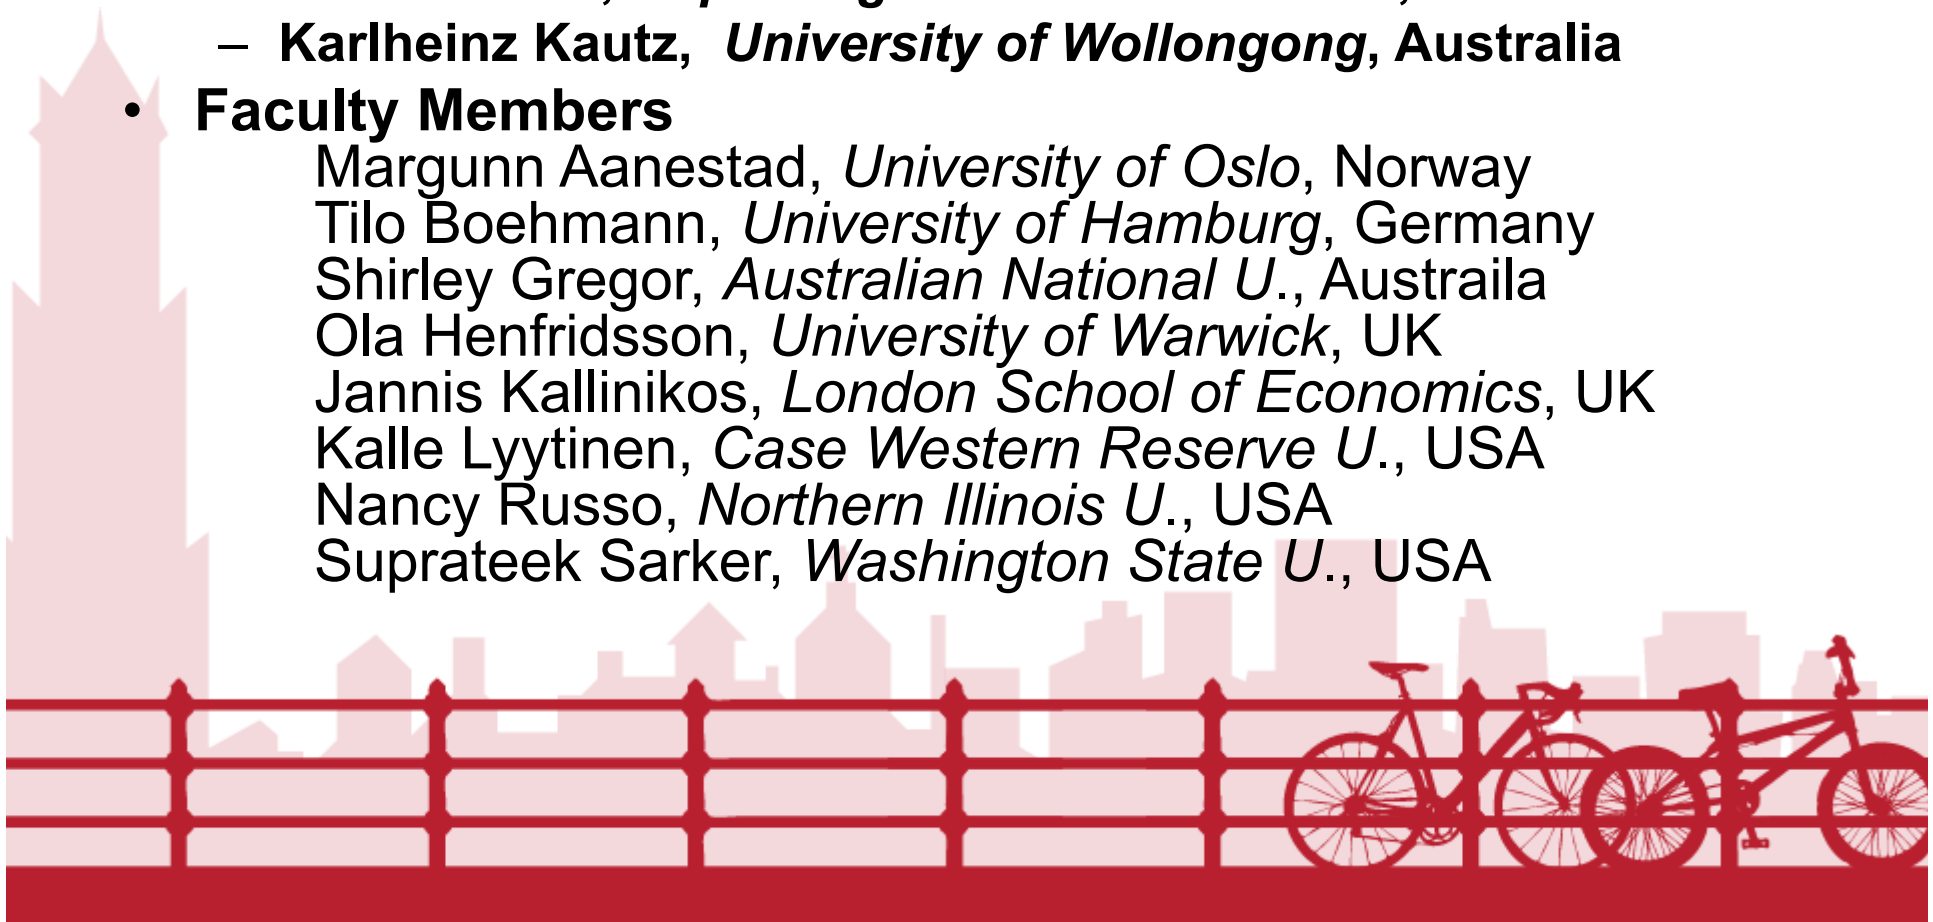 – Karlheinz Kautz, University of Wollongong, Australia
• Faculty Members
Margunn Aanestad, University of Oslo, Norway
Tilo Boehmann, University of Hamburg, Germany
Shirley Gregor, Australian National U., Austraila
Ola Henfridsson, University of Warwick, UK
Jannis Kallinikos, London School of Economics, UK
Kalle Lyytinen, Case Western Reserve U., USA
Nancy Russo, Northern Illinois U., USA
Suprateek Sarker, Washington State U., USA